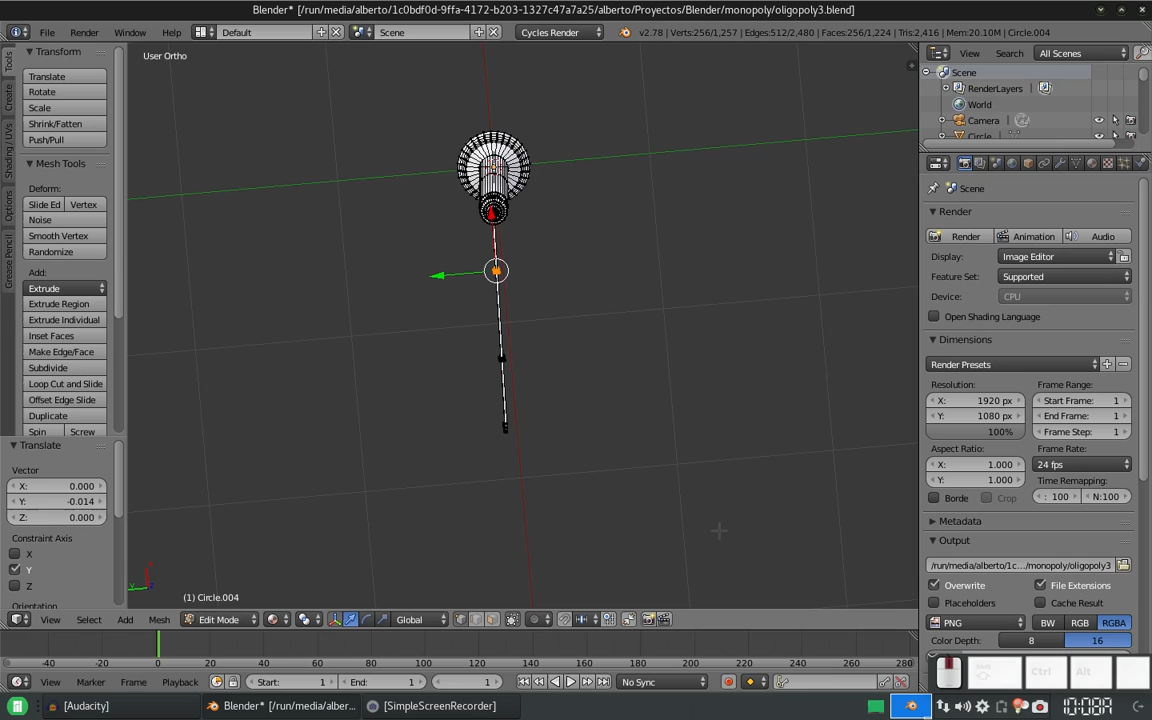 Blender* [/run/media/alberto/1c0bdf0d-9ffa-4172-b203-1327c47a7a25/alberto/Proyectos/Blender/monopoly/oligopoly3.blend]
File Render Window Help Default Scene Cycles Render v2.78 | Verts:256/1,257 | Edges:512/2,480 | Faces:256/1,224 | Tris:2,416 | Mem:20.10M | Circle.004
Tools
Create
Shading / UVs
Options
Grease Pencil
Transform
Translate
Rotate
Scale
Shrink/Fatten
Push/Pull
Mesh Tools
Deform:
Slide Ed Vertex
Noise
Smooth Vertex
Randomize
Add:
Extrude
Extrude Region
Extrude Individual
Inset Faces
Make Edge/Face
Subdivide
Loop Cut and Slide
Offset Edge Slide
Duplicate
Spin Screw
Translate
Vector
X: 0.000
Y: -0.014
Z: 0.000
Constraint Axis
X
Y
Z
Orientation
User Ortho
(1) Circle.004
View Select Add Mesh Edit Mode Global
-40 -20 0 20 40 60 80 100 120 140 160 180 200 220 240 260 280
View Marker Frame Playback Start: 1 End: 1 1 No Sync
View Search All Scenes
Scene
RenderLayers
World
Camera
Circle
Scene
Render
Render Animation Audio
Display: Image Editor
Feature Set: Supported
Device: CPU
Open Shading Language
Dimensions
Render Presets
Resolution: Frame Range:
X: 1920 px Start Frame: 1
Y: 1080 px End Frame: 1
100% Frame Step: 1
Aspect Ratio: Frame Rate:
X: 1.000 24 fps
Y: 1.000 Time Remapping:
Borde Crop : 100 N:100
Metadata
Output
/run/media/alberto/1c.../monopoly/oligopoly3
Overwrite File Extensions
Placeholders Cache Result
PNG BW RGB RGBA
Color Depth: 8 16
Shift Ctrl Alt
[Audacity] Blender* [/run/media/alber... [SimpleScreenRecorder]